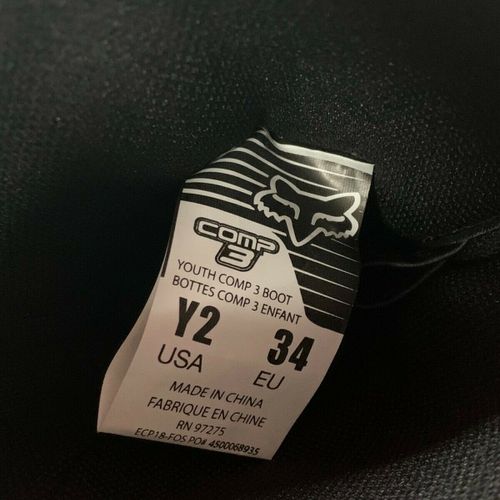 COMP
3
YOUTH COMP 3 BOOT
BOTTES COMP 3 ENFANT
Y2 34
USA EU
MADE IN CHINA
FABRIQUE EN CHINE
RN 97275
ECP18-FOS PO# 4500068935